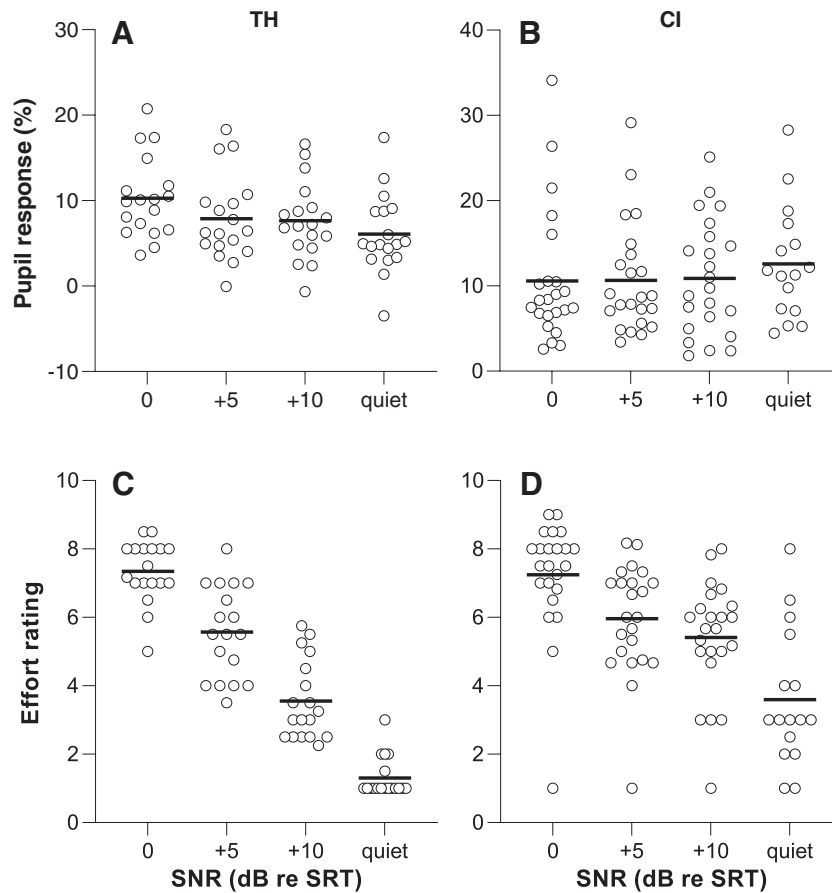 TH
CI
A
B
30
20
10
0
-10
40
30
20
10
0
Pupil response (%)
0 +5 +10 quiet
0 +5 +10 quiet
C
D
10
8
6
4
2
0
10
8
6
4
2
0
Effort rating
0 +5 +10 quiet
0 +5 +10 quiet
SNR (dB re SRT)
SNR (dB re SRT)